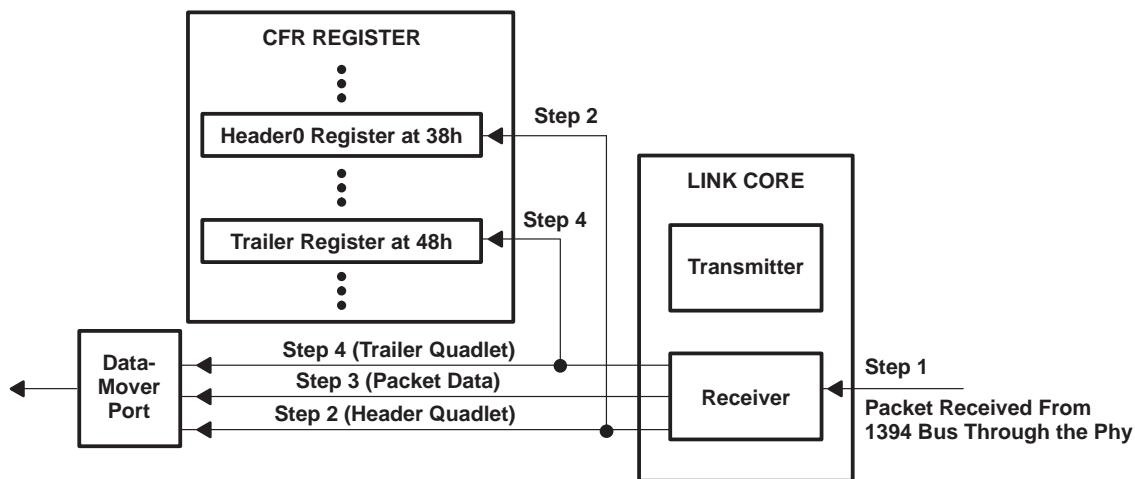 CFR REGISTER
Header0 Register at 38h
Step 2
Trailer Register at 48h
Step 4
LINK CORE
Transmitter
Receiver
Step 1
Packet Received From
1394 Bus Through the Phy
Data-
Mover
Port
Step 4 (Trailer Quadlet)
Step 3 (Packet Data)
Step 2 (Header Quadlet)